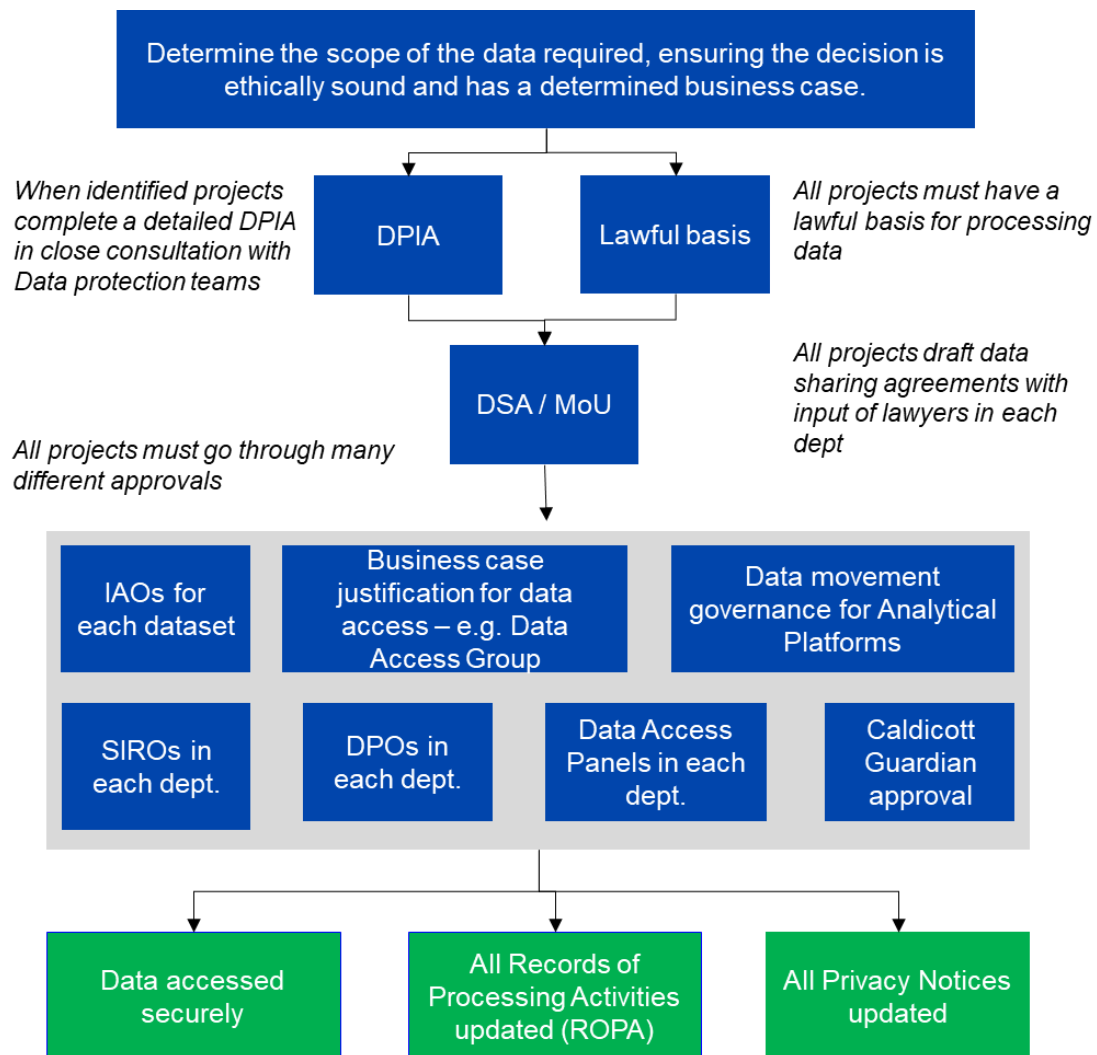 Determine the scope of the data required, ensuring the decision is
ethically sound and has a determined business case.
When identified projects
complete a detailed DPIA
in close consultation with
Data protection teams
DPIA
Lawful basis
All projects must have a
lawful basis for processing
data
DSA / MoU
All projects draft data
sharing agreements with
input of lawyers in each
dept
All projects must go through many
different approvals
IAOs for
each dataset
Business case
justification for data
access – e.g. Data
Access Group
Data movement
governance for Analytical
Platforms
SIROs in
each dept.
DPOs in
each dept.
Data Access
Panels in each
dept.
Caldicott
Guardian
approval
Data accessed
securely
All Records of
Processing Activities
updated (ROPA)
All Privacy Notices
updated